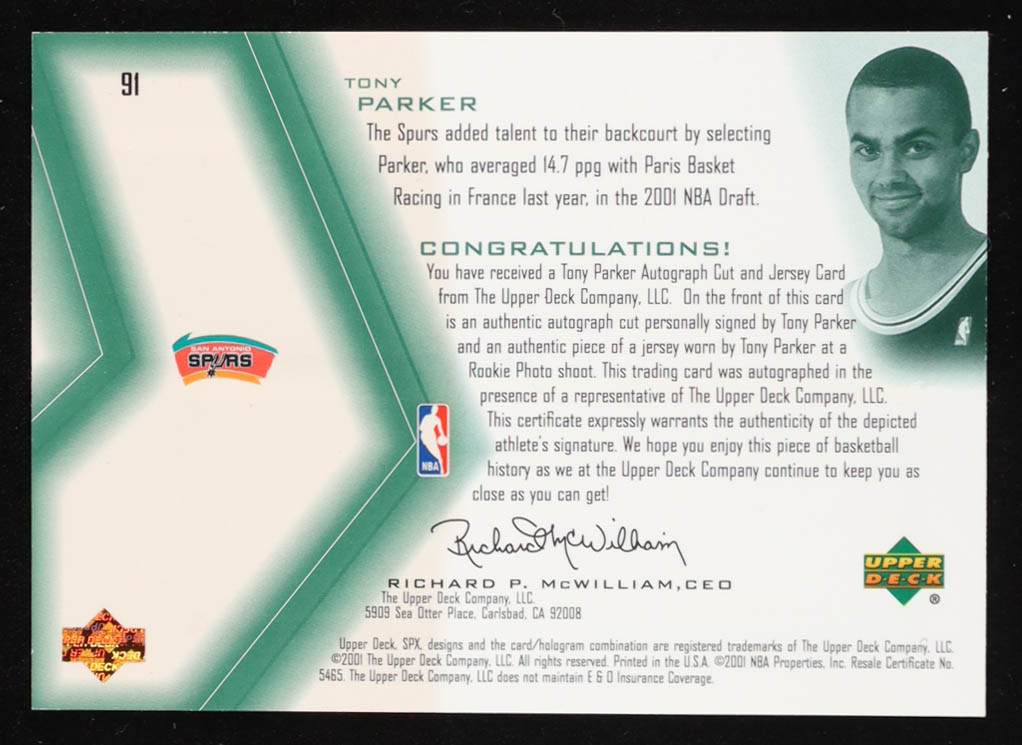 91
TONY
PARKER
The Spurs added talent to their backcourt by selecting
Parker, who averaged 14.7 ppg with Paris Basket
Racing in France last year, in the 2001 NBA Draft.
CONGRATULATIONS!
You have received a Tony Parker Autograph Cut and Jersey Card
from The Upper Deck Company, LLC. On the front of this card
is an authentic autograph cut personally signed by Tony Parker
and an authentic piece of a jersey worn by Tony Parker at a
Rookie Photo shoot. This trading card was autographed in the
presence of a representative of The Upper Deck Company, LLC.
This certificate expressly warrants the authenticity of the depicted
athlete's signature. We hope you enjoy this piece of basketball
history as we at the Upper Deck Company continue to keep you as
close as you can get!
SAN ANTONIO
SPURS
NBA
Richard McWilliam
RICHARD P. McWILLIAM, CEO
The Upper Deck Company, LLC.
5909 Sea Otter Place, Carlsbad, CA 92008
UPPER
DECK
®
Upper Deck, SPX, designs and the card/hologram combination are registered trademarks of The Upper Deck Company, LLC.
©2001 The Upper Deck Company, LLC. All rights reserved. Printed in the U.S.A. ©2001 NBA Properties, Inc. Resale Certificate No.
5465. The Upper Deck Company, LLC does not maintain E & O Insurance Coverage.
UPPER DECK